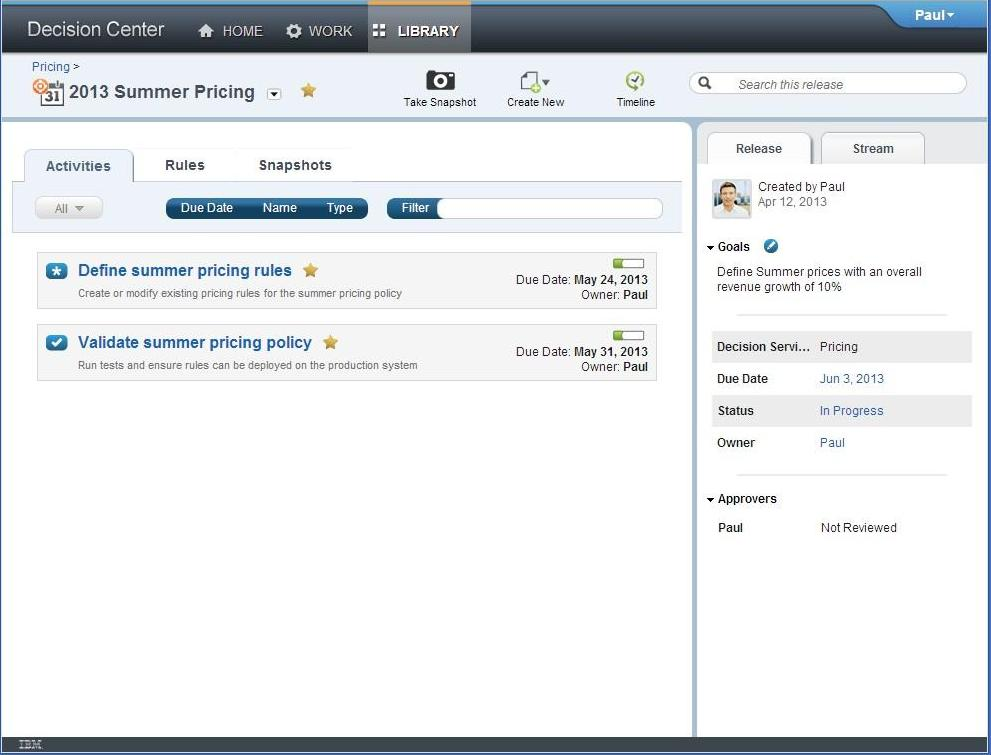 Decision Center HOME WORK LIBRARY Paul
Pricing >
31 2013 Summer Pricing
Take Snapshot Create New Timeline Search this release
Activities Rules Snapshots
All Due Date Name Type Filter
Define summer pricing rules
Create or modify existing pricing rules for the summer pricing policy
Due Date: May 24, 2013
Owner: Paul
Validate summer pricing policy
Run tests and ensure rules can be deployed on the production system
Due Date: May 31, 2013
Owner: Paul
Release Stream
Created by Paul
Apr 12, 2013
Goals
Define Summer prices with an overall
revenue growth of 10%
Decision Servi... Pricing
Due Date Jun 3, 2013
Status In Progress
Owner Paul
Approvers
Paul Not Reviewed
IBM.